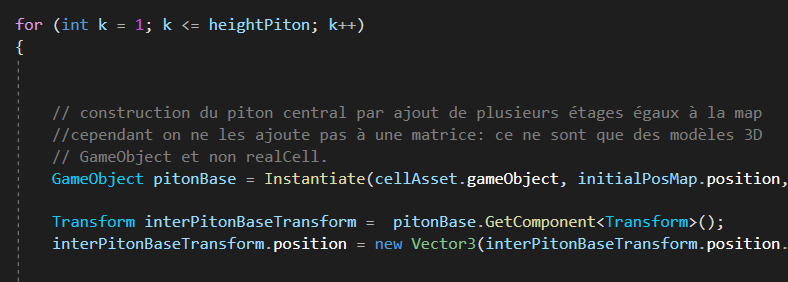 for (int k = 1; k <= heightPiton; k++)
{
// construction du piton central par ajout de plusieurs étages égaux à la map
//cependant on ne les ajoute pas à une matrice: ce ne sont que des modèles 3D
// GameObject et non realCell.
GameObject pitonBase = Instantiate(cellAsset.gameObject, initialPosMap.position,
Transform interPitonBaseTransform =  pitonBase.GetComponent<Transform>();
interPitonBaseTransform.position = new Vector3(interPitonBaseTransform.position.